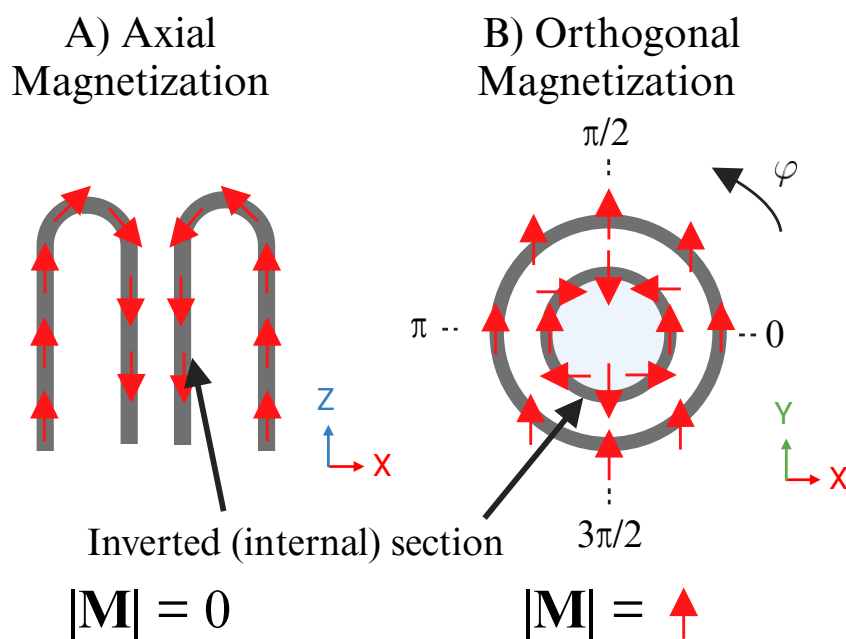 A) Axial
Magnetization
B) Orthogonal
Magnetization
π/2
φ
π
0
Z
X
Y
X
Inverted (internal) section
3π/2
|M| = 0
|M| =